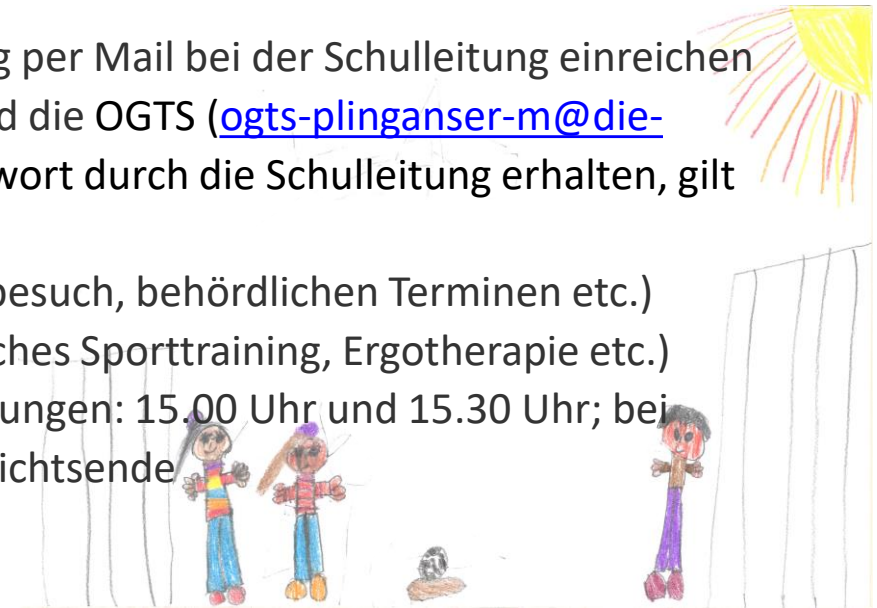 g per Mail bei der Schulleitung einreichen
d die OGTS (ogts-plinganser-m@die-
wort durch die Schulleitung erhalten, gilt
besuch, behördlichen Terminen etc.)
ches Sporttraining, Ergotherapie etc.)
ungen: 15.00 Uhr und 15.30 Uhr; bei
ichtsende